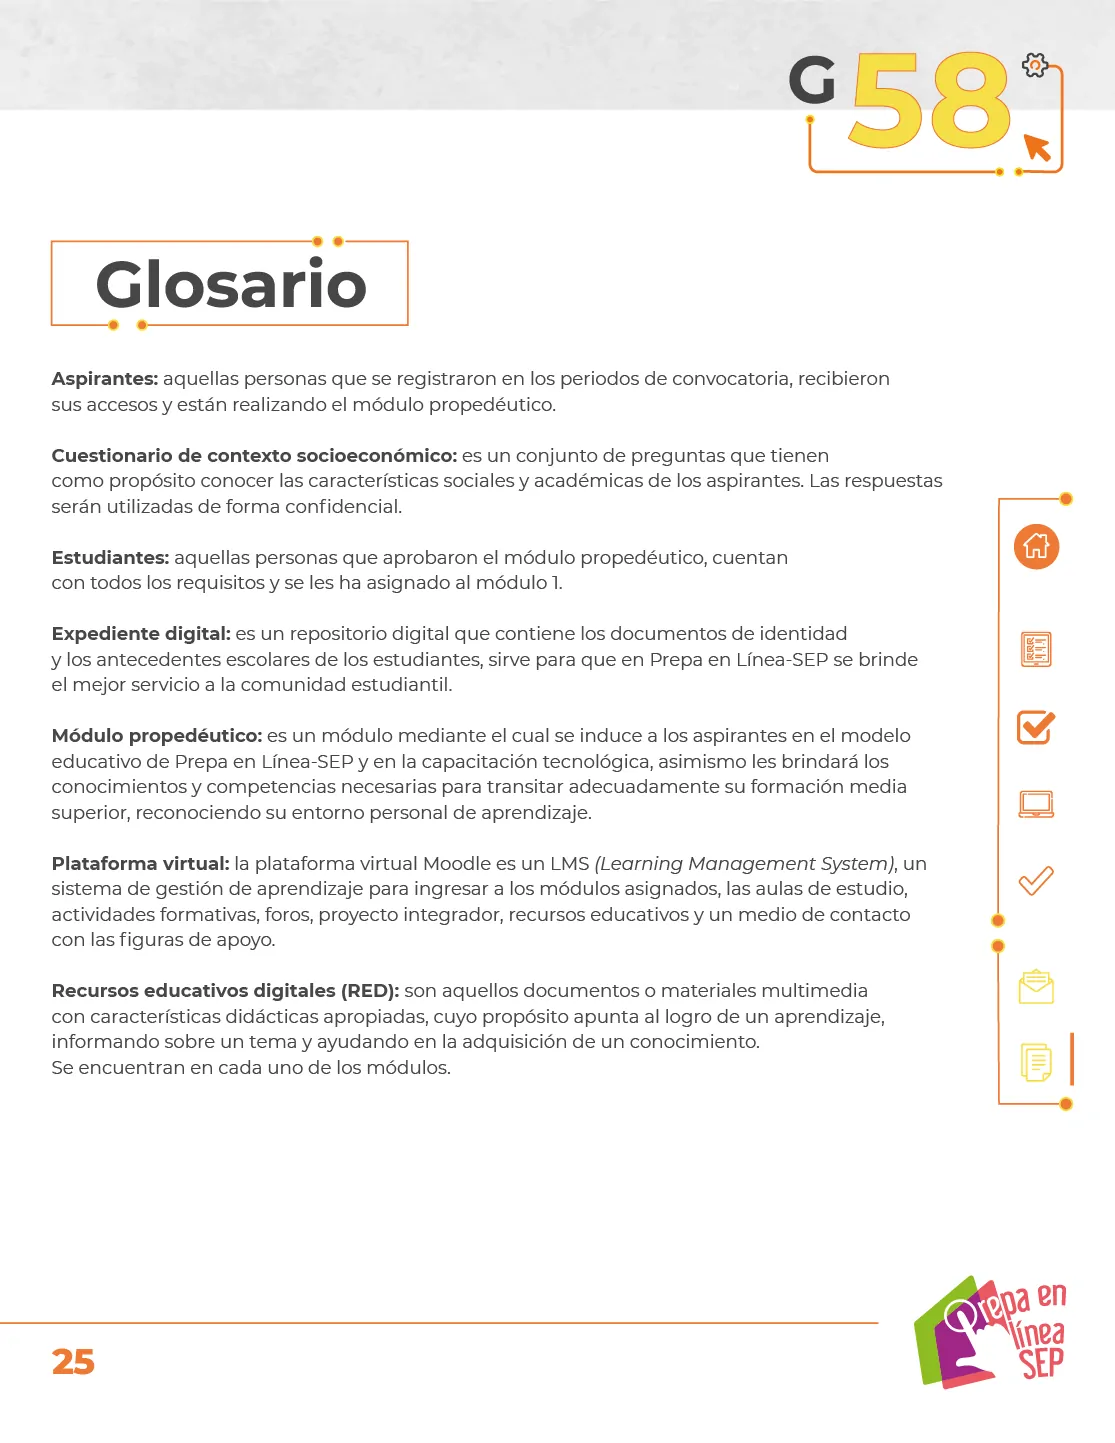 G 58
Glosario
Aspirantes: aquellas personas que se registraron en los periodos de convocatoria, recibieron
sus accesos y están realizando el módulo propedéutico.
Cuestionario de contexto socioeconómico: es un conjunto de preguntas que tienen
como propósito conocer las características sociales y académicas de los aspirantes. Las respuestas
serán utilizadas de forma confidencial.
Estudiantes: aquellas personas que aprobaron el módulo propedéutico, cuentan
con todos los requisitos y se les ha asignado al módulo 1.
Expediente digital: es un repositorio digital que contiene los documentos de identidad
y los antecedentes escolares de los estudiantes, sirve para que en Prepa en Línea-SEP se brinde
el mejor servicio a la comunidad estudiantil.
Módulo propedéutico: es un módulo mediante el cual se induce a los aspirantes en el modelo
educativo de Prepa en Línea-SEP y en la capacitación tecnológica, asimismo les brindará los
conocimientos y competencias necesarias para transitar adecuadamente su formación media
superior, reconociendo su entorno personal de aprendizaje.
Plataforma virtual: la plataforma virtual Moodle es un LMS (Learning Management System), un
sistema de gestión de aprendizaje para ingresar a los módulos asignados, las aulas de estudio,
actividades formativas, foros, proyecto integrador, recursos educativos y un medio de contacto
con las figuras de apoyo.
Recursos educativos digitales (RED): son aquellos documentos o materiales multimedia
con características didácticas apropiadas, cuyo propósito apunta al logro de un aprendizaje,
informando sobre un tema y ayudando en la adquisición de un conocimiento.
Se encuentran en cada uno de los módulos.
25
Prepa en
línea
SEP